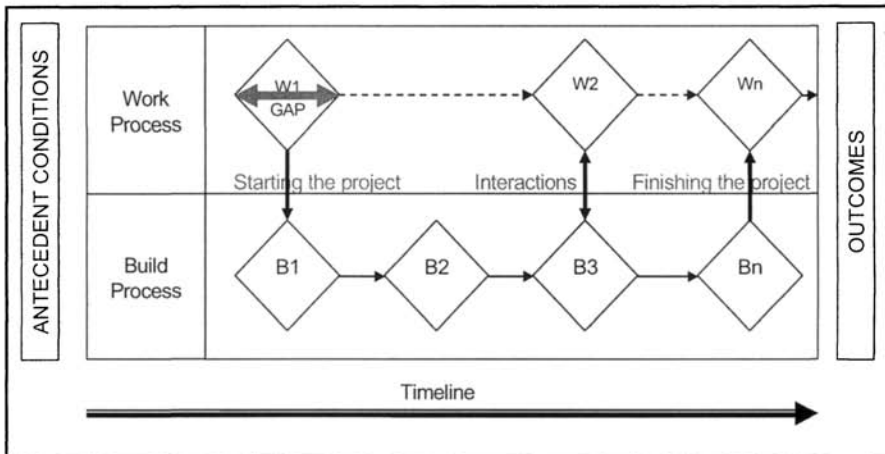 ANTECEDENT CONDITIONS
Work
Process
W1
GAP
W2
Wn
Starting the project
Interactions
Finishing the project
Build
Process
B1
B2
B3
Bn
OUTCOMES
Timeline